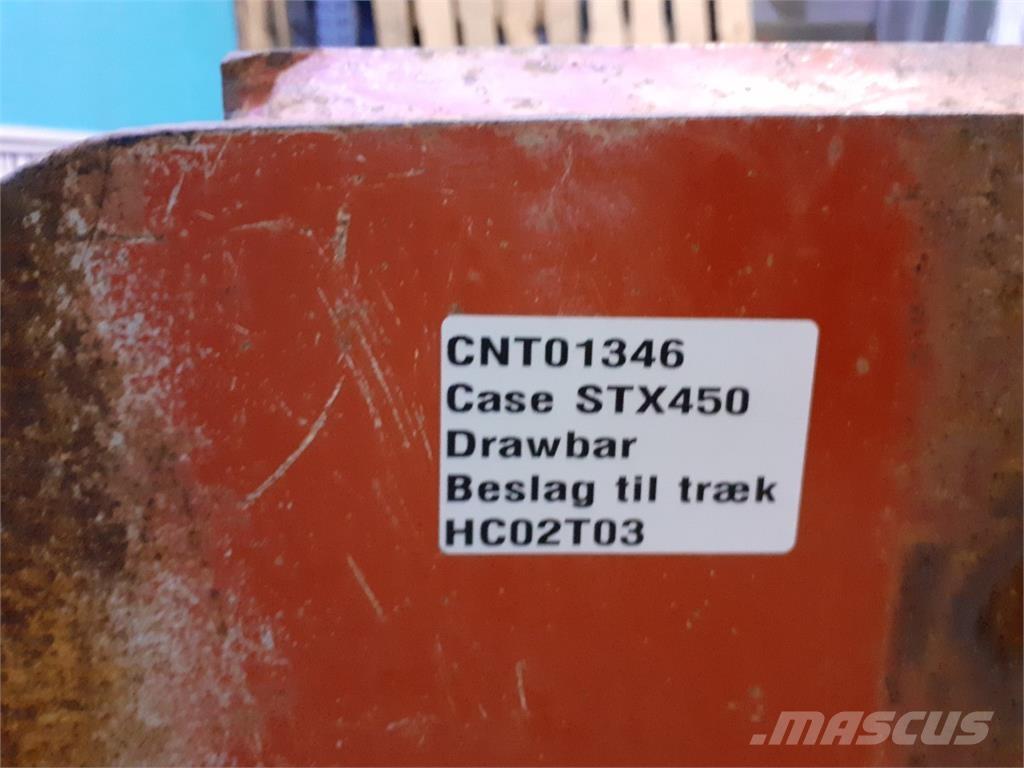 CNT01346
Case STX450
Drawbar
Beslag til træk
HC02T03
MASCUS